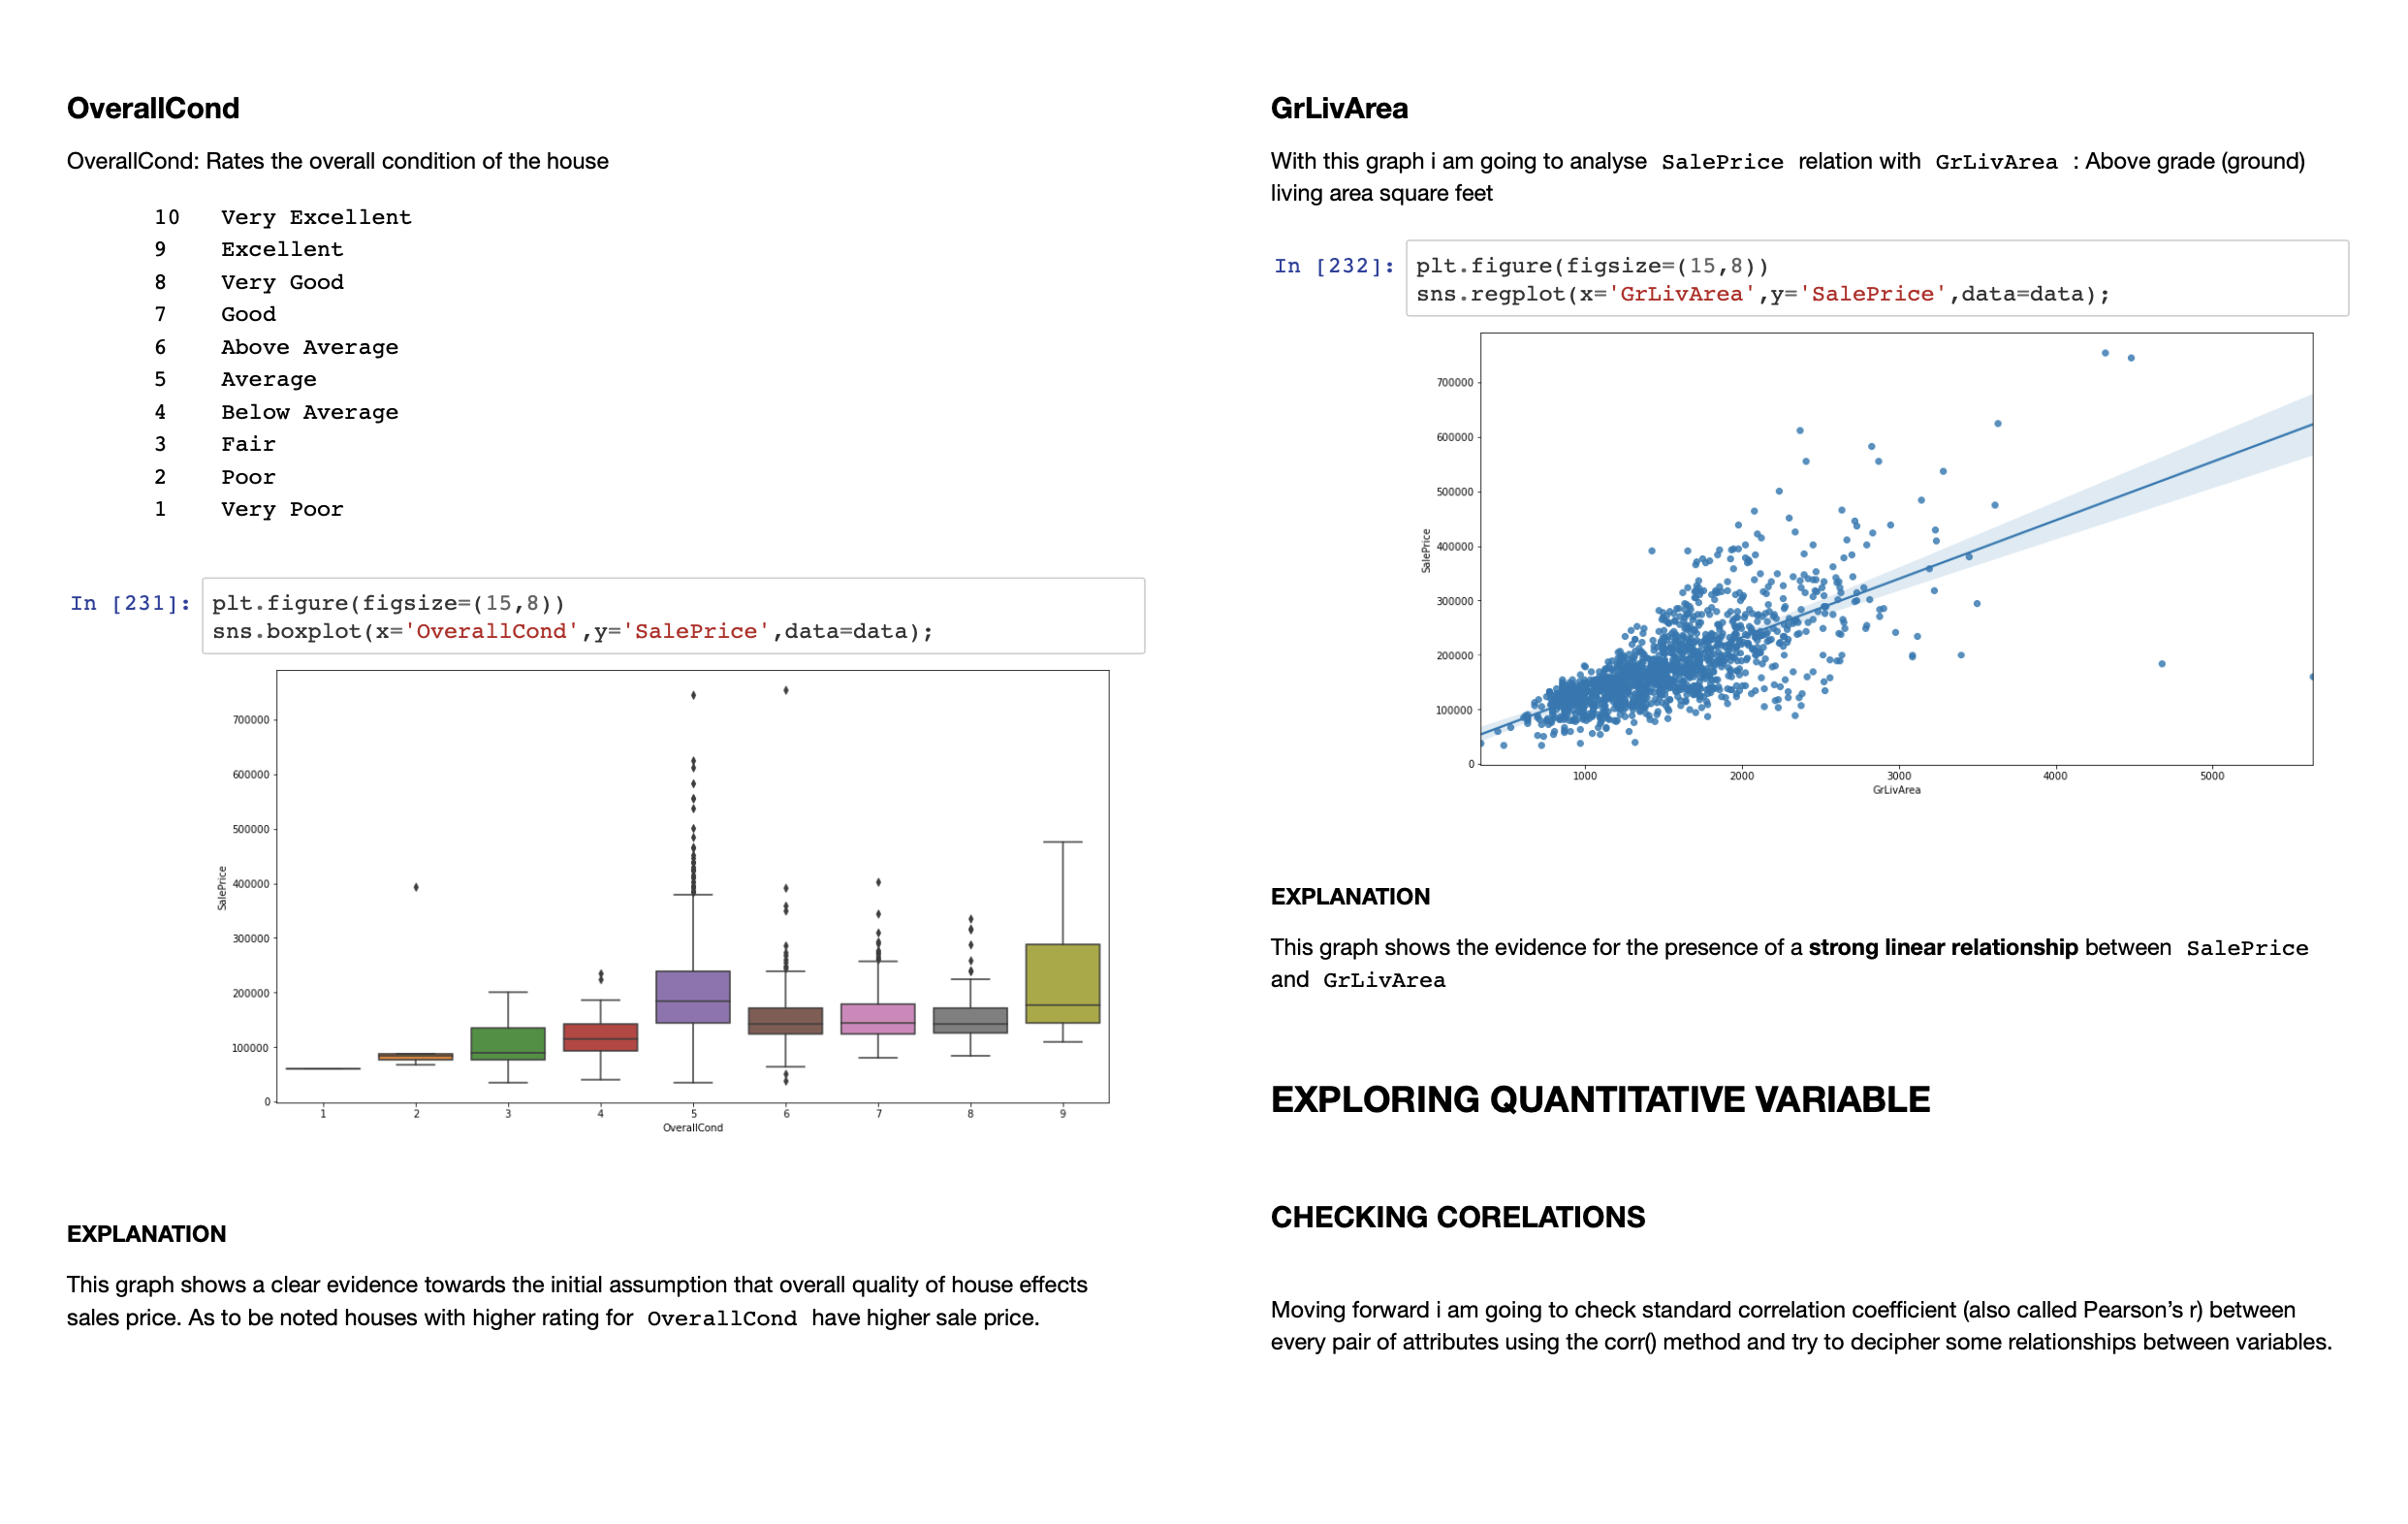 OverallCond
OverallCond: Rates the overall condition of the house
10 Very Excellent
9 Excellent
8 Very Good
7 Good
6 Above Average
5 Average
4 Below Average
3 Fair
2 Poor
1 Very Poor
In [231]: plt.figure(figsize=(15,8))
sns.boxplot(x='OverallCond',y='SalePrice',data=data);
700000
600000
500000
400000
300000
200000
100000
0
SalePrice
1 2 3 4 5 6 7 8 9
OverallCond
EXPLANATION
This graph shows a clear evidence towards the initial assumption that overall quality of house effects
sales price. As to be noted houses with higher rating for OverallCond have higher sale price.
GrLivArea
With this graph i am going to analyse SalePrice relation with GrLivArea : Above grade (ground)
living area square feet
In [232]: plt.figure(figsize=(15,8))
sns.regplot(x='GrLivArea',y='SalePrice',data=data);
700000
600000
500000
400000
300000
200000
100000
0
SalePrice
1000 2000 3000 4000 5000
GrLivArea
EXPLANATION
This graph shows the evidence for the presence of a strong linear relationship between SalePrice
and GrLivArea
EXPLORING QUANTITATIVE VARIABLE
CHECKING CORELATIONS
Moving forward i am going to check standard correlation coefficient (also called Pearson’s r) between
every pair of attributes using the corr() method and try to decipher some relationships between variables.